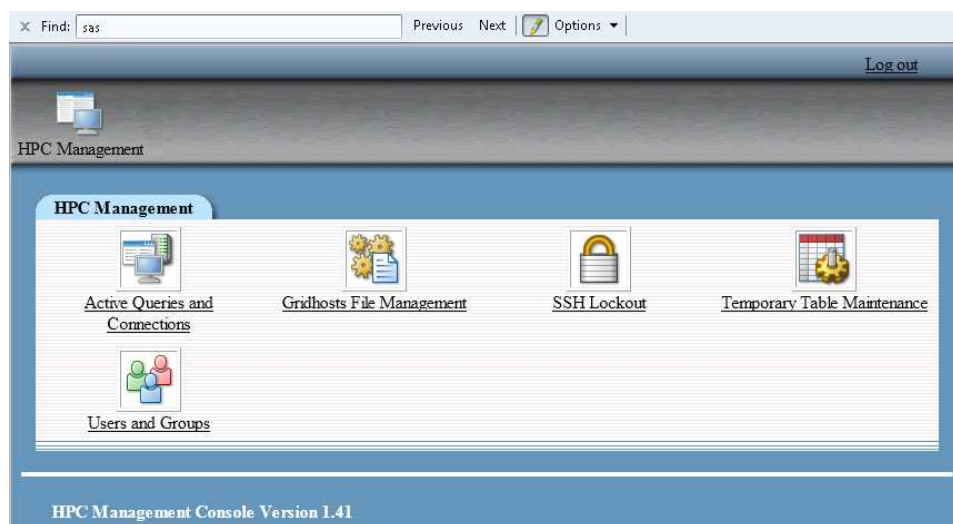 x Find: sas Previous Next Options
Log out
HPC Management
HPC Management
Active Queries and Connections
Gridhosts File Management
SSH Lockout
Temporary Table Maintenance
Users and Groups
HPC Management Console Version 1.41